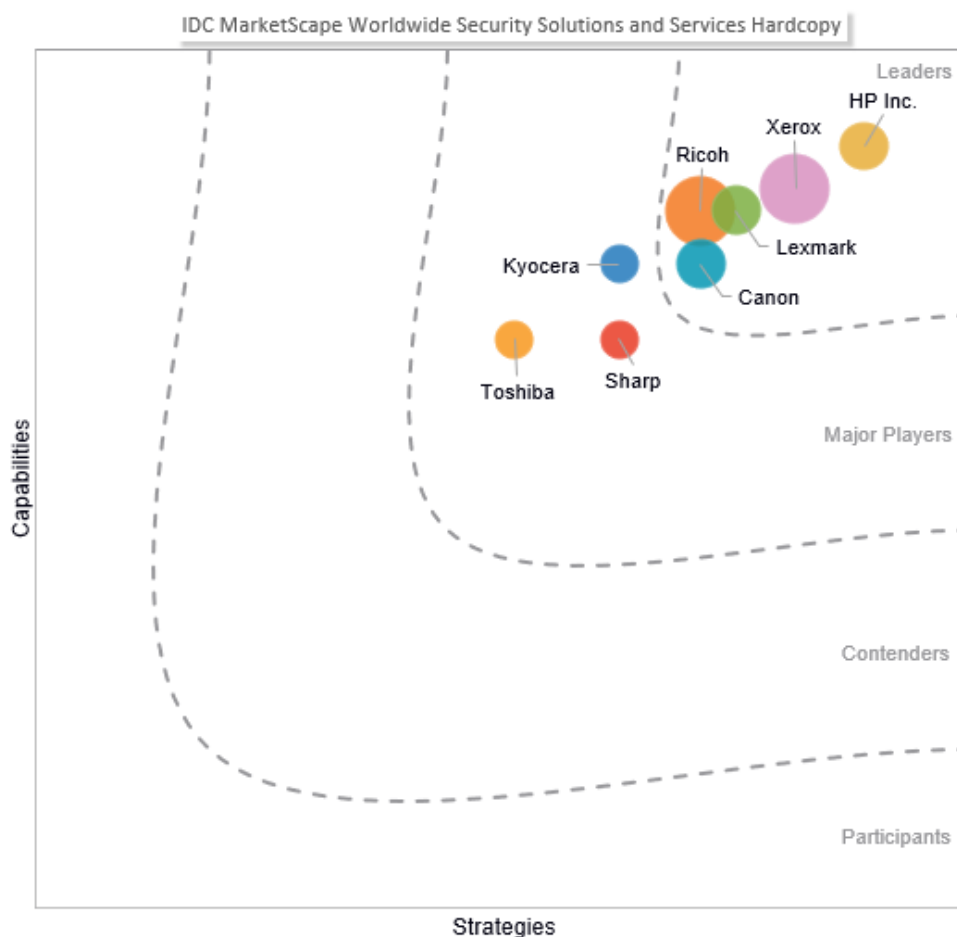 IDC MarketScape Worldwide Security Solutions and Services Hardcopy
Leaders
HP Inc.
Xerox
Ricoh
Lexmark
Kyocera
Canon
Sharp
Toshiba
Major Players
Capabilities
Contenders
Participants
Strategies